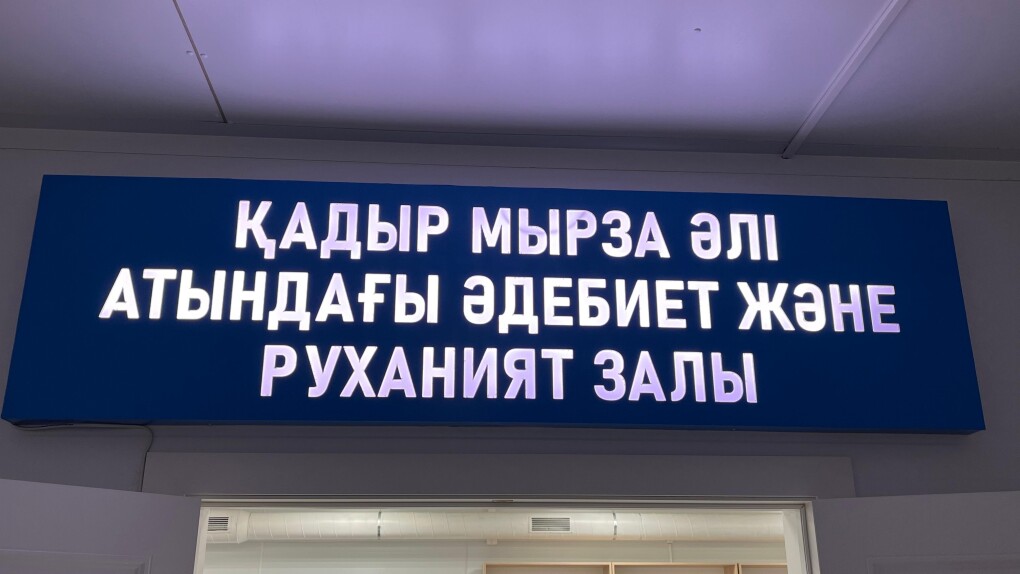 ҚАДЫР МЫРЗА ӘЛІ
АТЫНДАҒЫ ӘДЕБИЕТ ЖӘНЕ
РУХАНИЯТ ЗАЛЫ